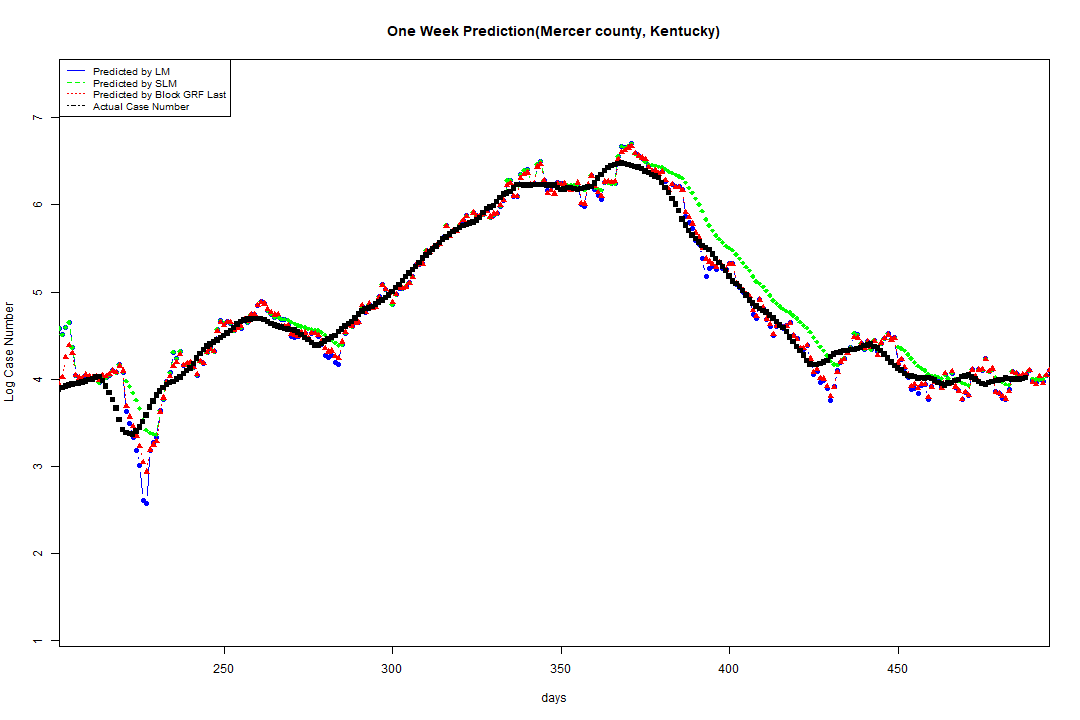 One Week Prediction(Mercer county, Kentucky)
Predicted by LM
Predicted by SLM
Predicted by Block GRF Last
Actual Case Number
7
6
5
4
3
2
1
Log Case Number
250 300 350 400 450
days